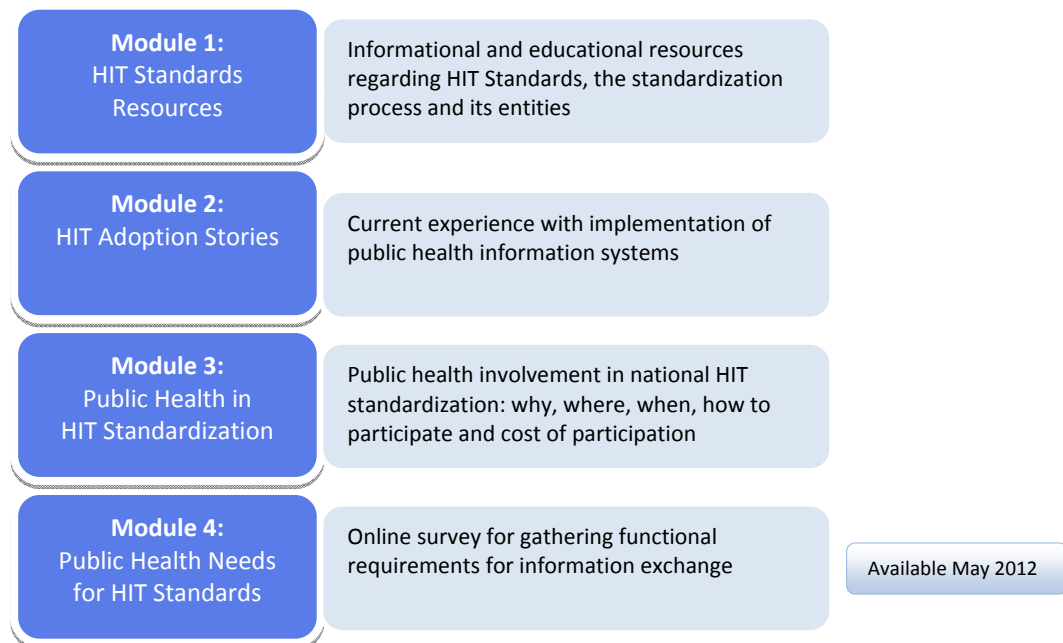 Module 1:
HIT Standards
Resources
Informational and educational resources
regarding HIT Standards, the standardization
process and its entities
Module 2:
HIT Adoption Stories
Current experience with implementation of
public health information systems
Module 3:
Public Health in
HIT Standardization
Public health involvement in national HIT
standardization: why, where, when, how to
participate and cost of participation
Module 4:
Public Health Needs
for HIT Standards
Online survey for gathering functional
requirements for information exchange
Available May 2012